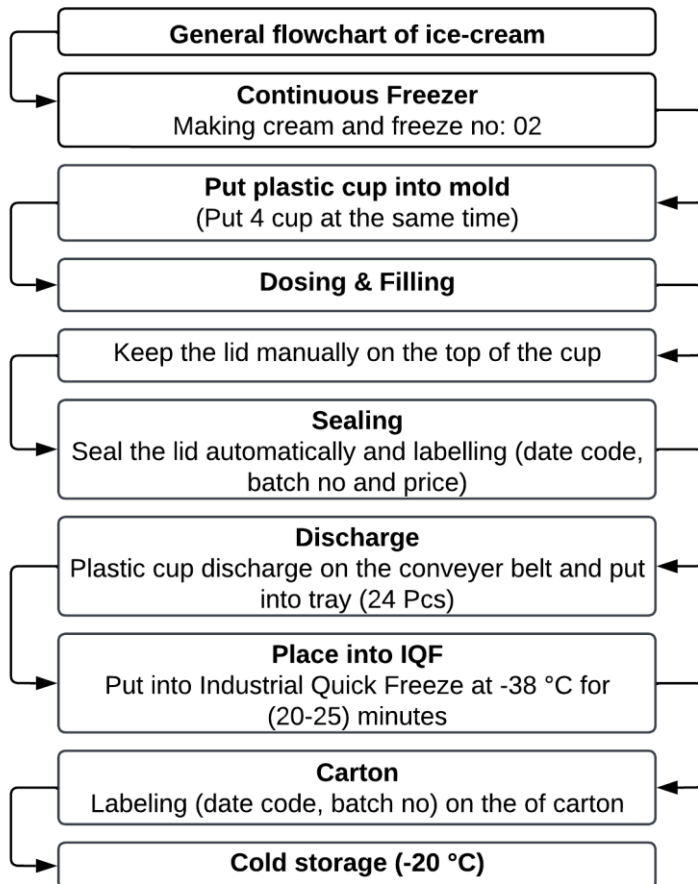 General flowchart of ice-cream
Continuous Freezer
Making cream and freeze no: 02
Put plastic cup into mold
(Put 4 cup at the same time)
Dosing & Filling
Keep the lid manually on the top of the cup
Sealing
Seal the lid automatically and labelling (date code,
batch no and price)
Discharge
Plastic cup discharge on the conveyer belt and put
into tray (24 Pcs)
Place into IQF
Put into Industrial Quick Freeze at -38 °C for
(20-25) minutes
Carton
Labeling (date code, batch no) on the of carton
Cold storage (-20 °C)